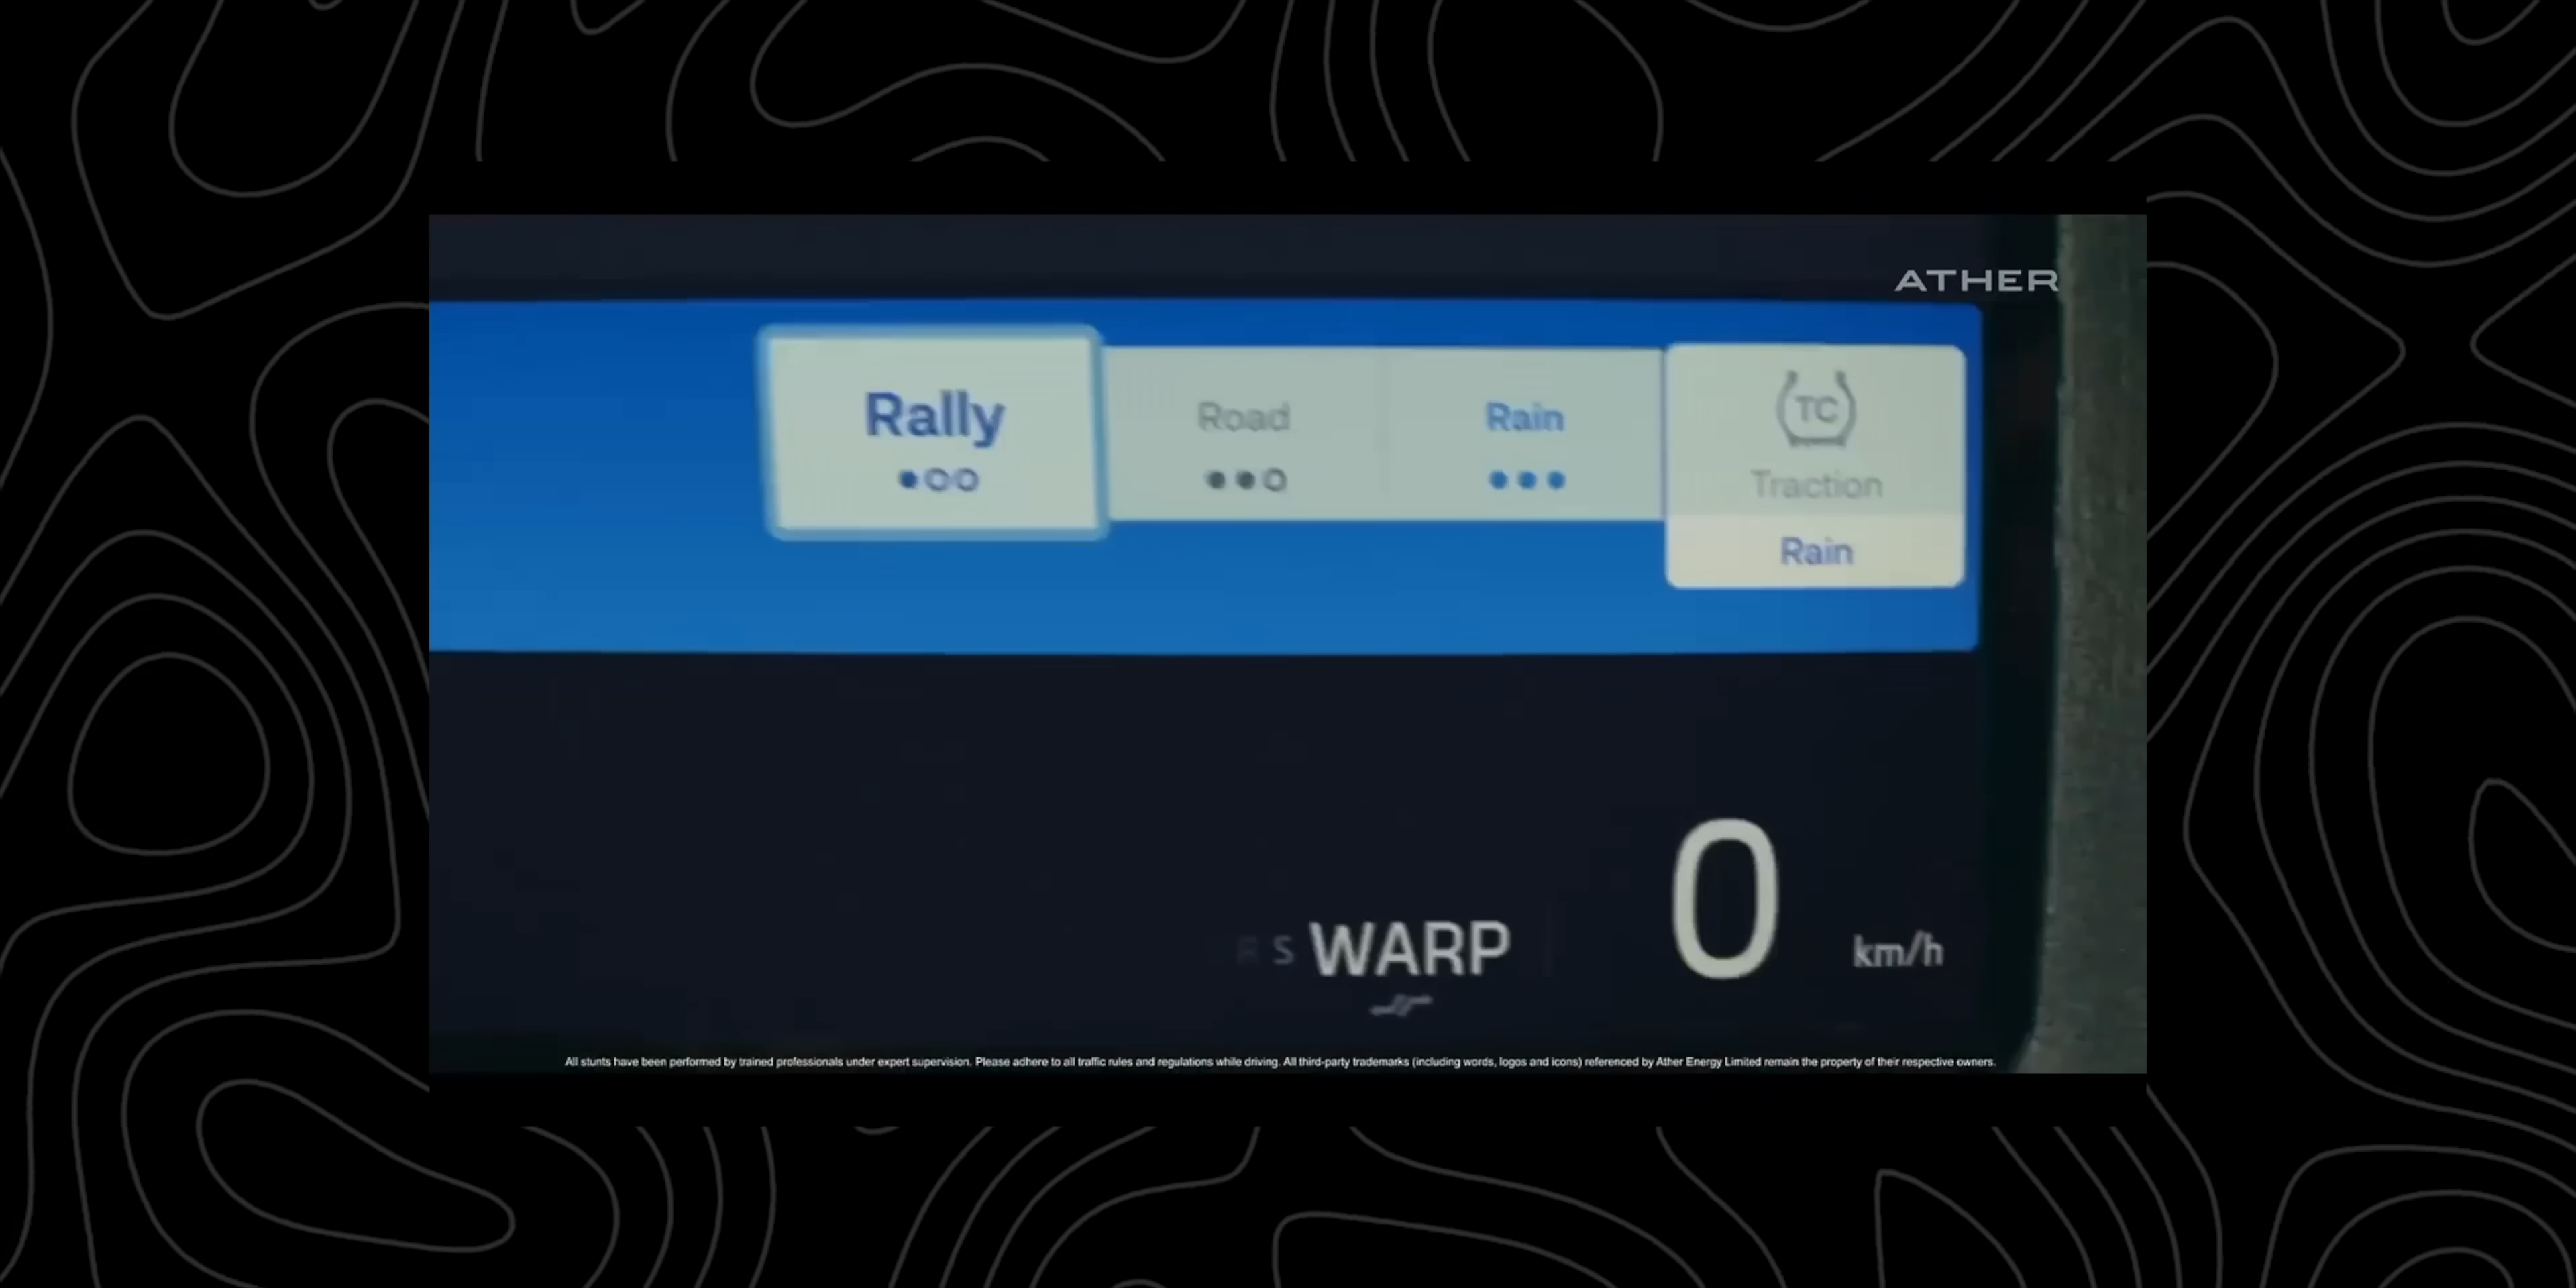 ATHER
Rally
Road
Rain
TC
Traction
Rain
S WARP
0 km/h
All stunts have been performed by trained professionals under expert supervision. Please adhere to all traffic rules and regulations while driving. All third-party trademarks (including words, logos and icons) referenced by Ather Energy Limited remain the property of their respective owners.